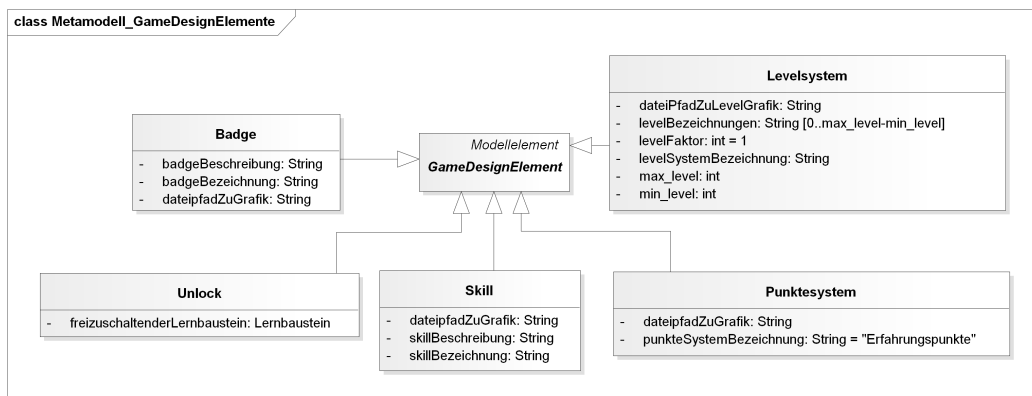 class Metamodell_GameDesignElemente
Levelsystem
- dateiPfadZuLevelGrafik: String
- levelBezeichnungen: String [0..max_level-min_level]
- levelFaktor: int = 1
- levelSystemBezeichnung: String
- max_level: int
- min_level: int
Badge
- badgeBeschreibung: String
- badgeBezeichnung: String
- dateipfadZuGrafik: String
Modellelement
GameDesignElement
Unlock
- freizuschaltenderLernbaustein: Lernbaustein
Skill
- dateipfadZuGrafik: String
- skillBeschreibung: String
- skillBezeichnung: String
Punktesystem
- dateipfadZuGrafik: String
- punkteSystemBezeichnung: String = "Erfahrungspunkte"